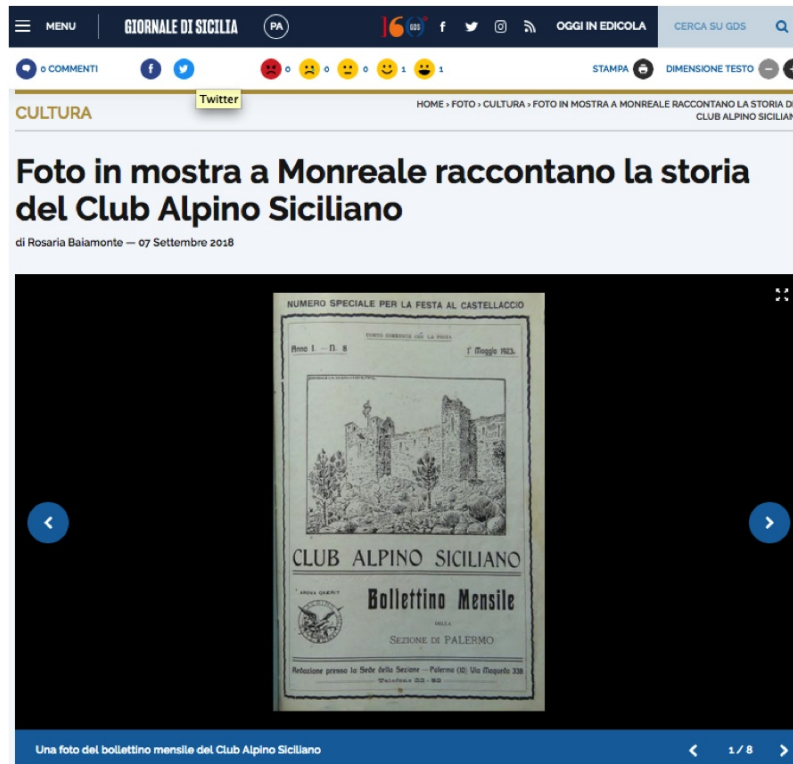 MENU
GIORNALE DI SICILIA
PA
GDS
OGGI IN EDICOLA
CERCA SU GDS
0 COMMENTI
0
0
0
1
1
STAMPA
DIMENSIONE TESTO
Twitter
CULTURA
HOME › FOTO › CULTURA › FOTO IN MOSTRA A MONREALE RACCONTANO LA STORIA
CLUB ALPINO
Foto in mostra a Monreale raccontano la storia
del Club Alpino Siciliano
di Rosaria Baiamonte — 07 Settembre 2018
NUMERO SPECIALE PER LA FESTA AL CASTELLACCIO
Anno I. — N. 8
1° Maggio 1923.
CLUB ALPINO SICILIANO
Bollettino Mensile
DELLA
SEZIONE DI PALERMO
Redazione presso la Sede della Sezione — Palermo (10) Via Maqueda 338
Una foto del bollettino mensile del Club Alpino Siciliano
1 / 8